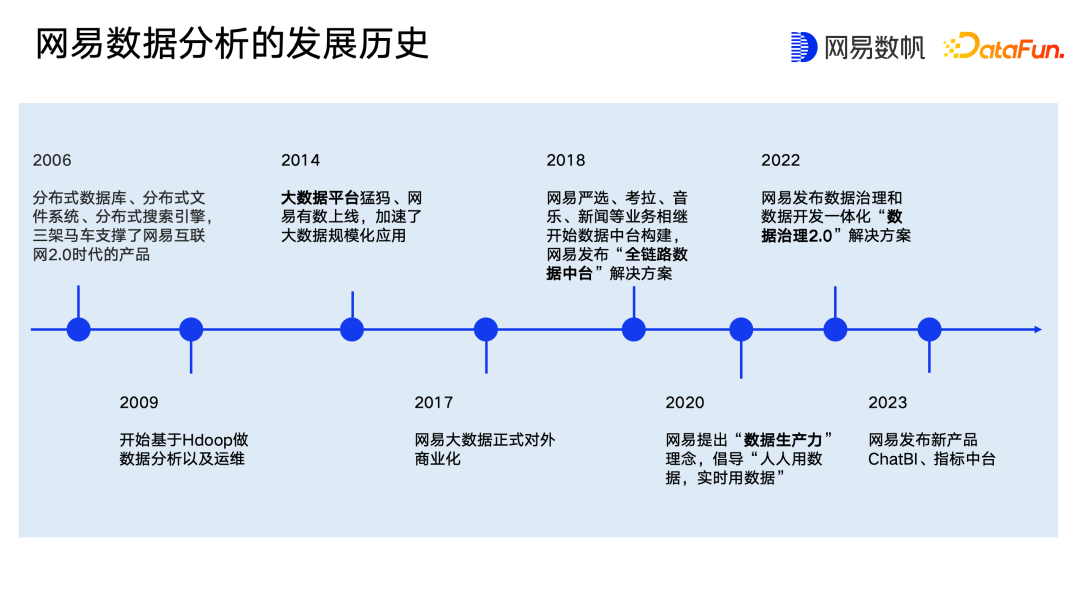 网易数据分析的发展历史
网易数帆
DataFun.
2006
分布式数据库、分布式文
件系统、分布式搜索引擎,
三架马车支撑了网易互联
网2.0时代的产品
2014
大数据平台猛犸、网
易有数上线，加速了
大数据规模化应用
2018
网易严选、考拉、音
乐、新闻等业务相继
开始数据中台构建，
网易发布“全链路数
据中台”解决方案
2022
网易发布数据治理和
数据开发一体化“数
据治理2.0”解决方案
2009
开始基于Hdoop做
数据分析以及运维
2017
网易大数据正式对外
商业化
2020
网易提出“数据生产力”
理念，倡导“人人用数
据，实时用数据”
2023
网易发布新产品
ChatBI、指标中台